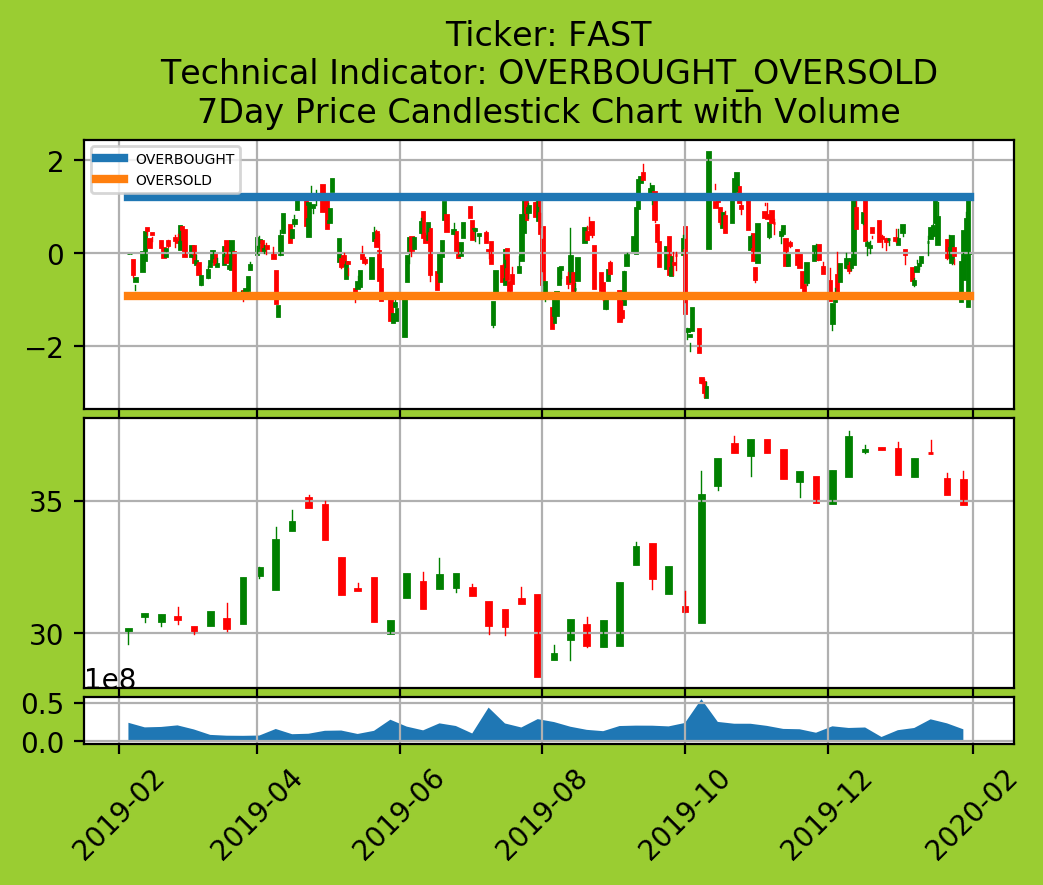 Ticker: FAST
Technical Indicator: OVERBOUGHT_OVERSOLD
7Day Price Candlestick Chart with Volume
OVERBOUGHT
OVERSOLD
2
0
−2
35
30
1e8
0.5
0.0
2019-02
2019-04
2019-06
2019-08
2019-10
2019-12
2020-02